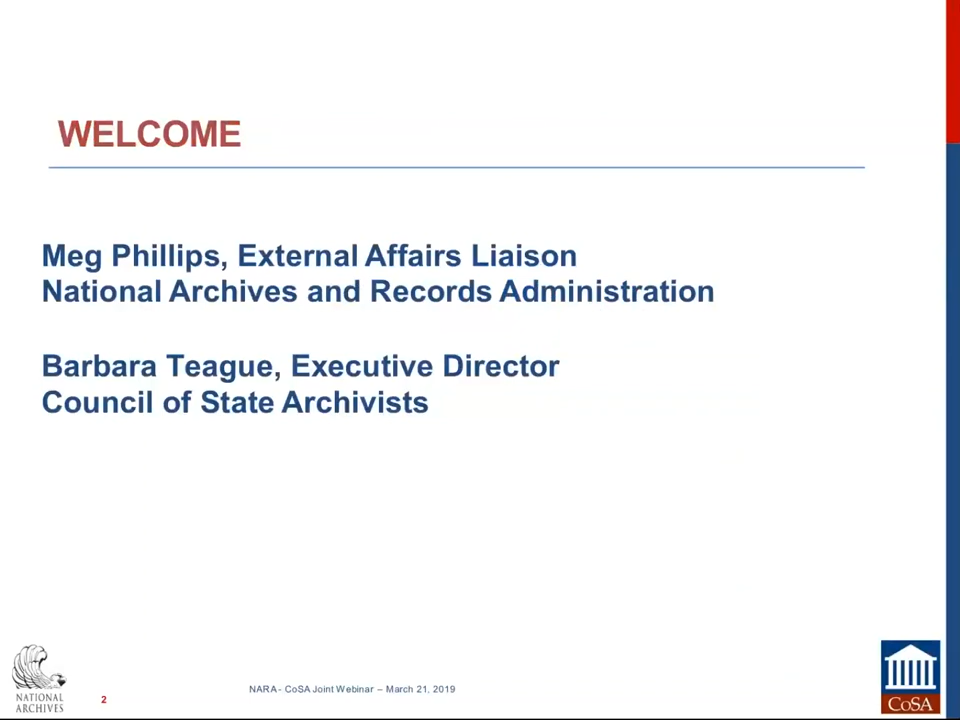 WELCOME
Meg Phillips, External Affairs Liaison
National Archives and Records Administration
Barbara Teague, Executive Director
Council of State Archivists
NATIONAL
ARCHIVES
2
NARA - CoSA Joint Webinar – March 21, 2019
CoSA